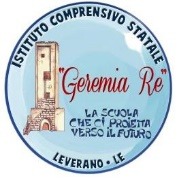 ISTITUTO COMPRENSIVO STATALE
"Geremia Re"
LA SCUOLA
CHE CI PROIETTA
VERSO IL FUTURO
LEVERANO - LE